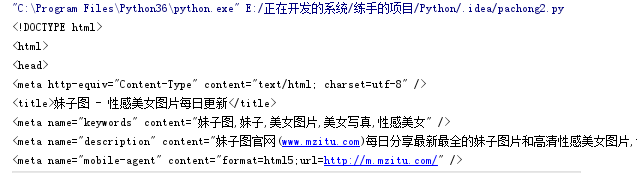 "C:\Program Files\Python36\python.exe" E:/正在开发的系统/练手的项目/Python/.idea/pachong2.py
<!DOCTYPE html>
<html>
<head>
<meta http-equiv="Content-Type" content="text/html; charset=utf-8" />
<title>妹子图 - 性感美女图片每日更新</title>
<meta name="keywords" content="妹子图,妹子,美女图片,美女写真,性感美女" />
<meta name="description" content="妹子图官网(www.mzitu.com)每日分享最新最全的妹子图片和高清性感美女图片,
<meta name="mobile-agent" content="format=html5;url=http://m.mzitu.com/" />